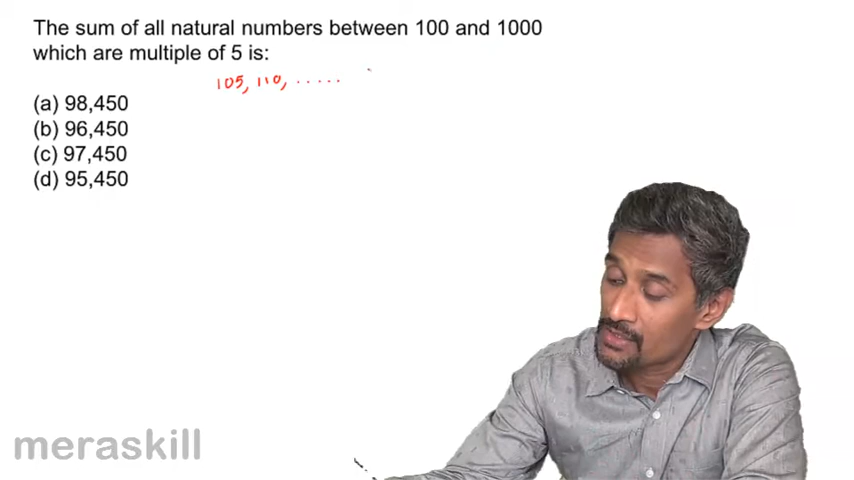 The sum of all natural numbers between 100 and 1000
which are multiple of 5 is:
105, 110, .....
(a) 98,450
(b) 96,450
(c) 97,450
(d) 95,450
meraskill